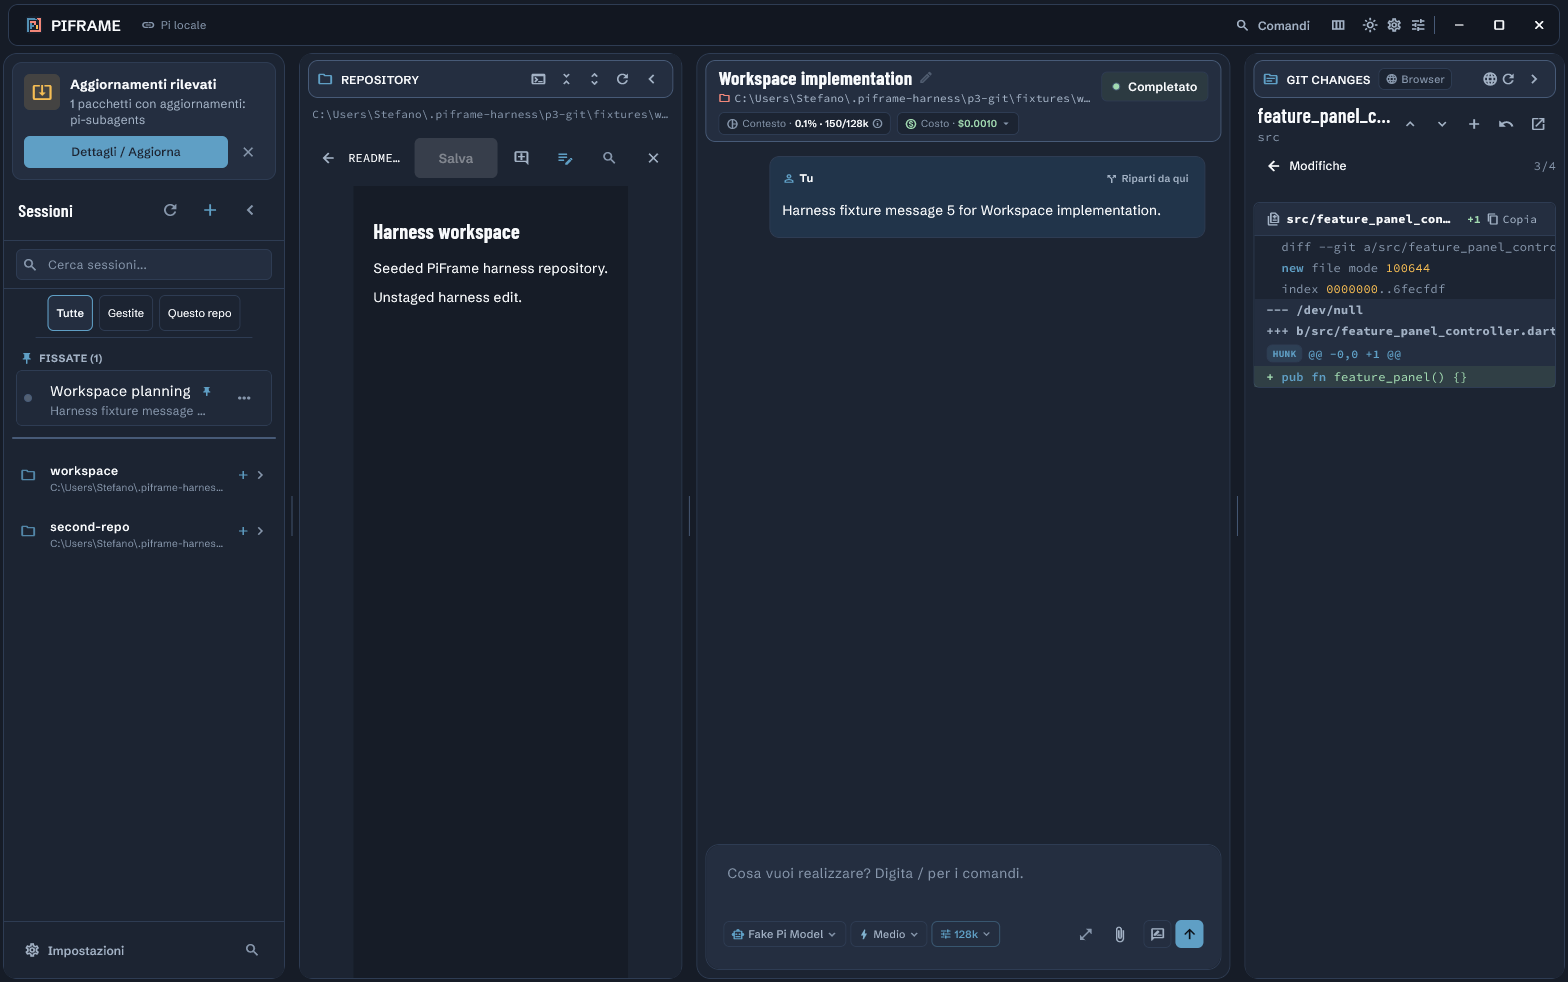 PIFRAME
Pi locale
Comandi
Aggiornamenti rilevati
1 pacchetti con aggiornamenti:
pi-subagents
Dettagli / Aggiorna
Sessioni
Cerca sessioni...
Tutte
Gestite
Questo repo
FISSATE (1)
Workspace planning
Harness fixture message ...
workspace
C:\Users\Stefano\.piframe-harnes...
second-repo
C:\Users\Stefano\.piframe-harnes...
Impostazioni
REPOSITORY
C:\Users\Stefano\.piframe-harness\p3-git\fixtures\w...
README...
Salva
Harness workspace
Seeded PiFrame harness repository.
Unstaged harness edit.
Workspace implementation
C:\Users\Stefano\.piframe-harness\p3-git\fixtures\w...
Completato
Contesto · 0.1% · 150/128k
Costo · $0.0010
Tu
Riparti da qui
Harness fixture message 5 for Workspace implementation.
Cosa vuoi realizzare? Digita / per i comandi.
Fake Pi Model
Medio
128k
GIT CHANGES
Browser
feature_panel_c...
src
Modifiche
3/4
src/feature_panel_con...
+1
Copia
diff --git a/src/feature_panel_contro
new file mode 100644
index 0000000..6fecfdf
--- /dev/null
+++ b/src/feature_panel_controller.dart
HUNK @@ -0,0 +1 @@
+ pub fn feature_panel() {}